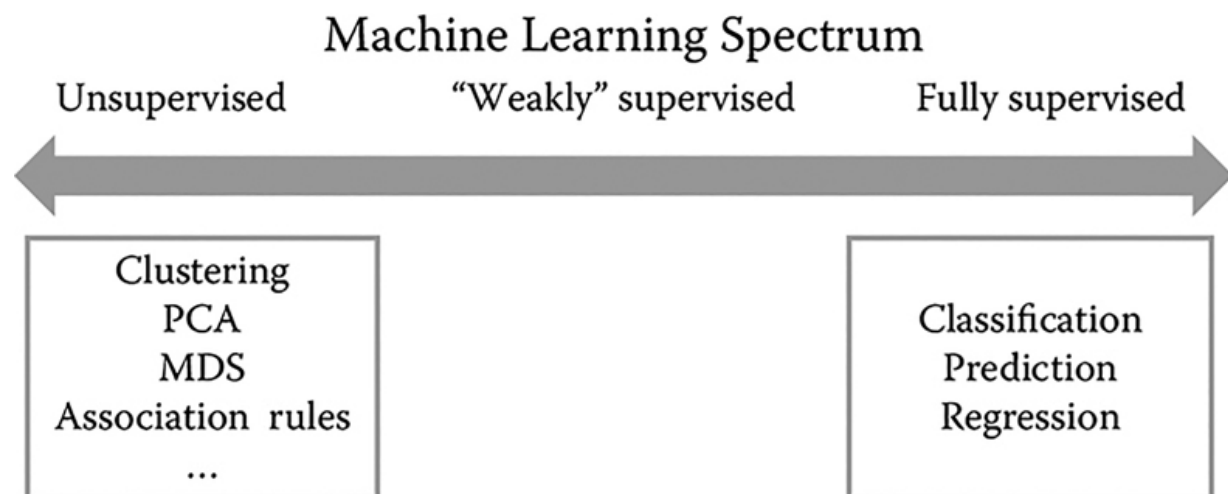 Machine Learning Spectrum
Unsupervised “Weakly” supervised Fully supervised
Clustering
PCA
MDS
Association rules
...
Classification
Prediction
Regression